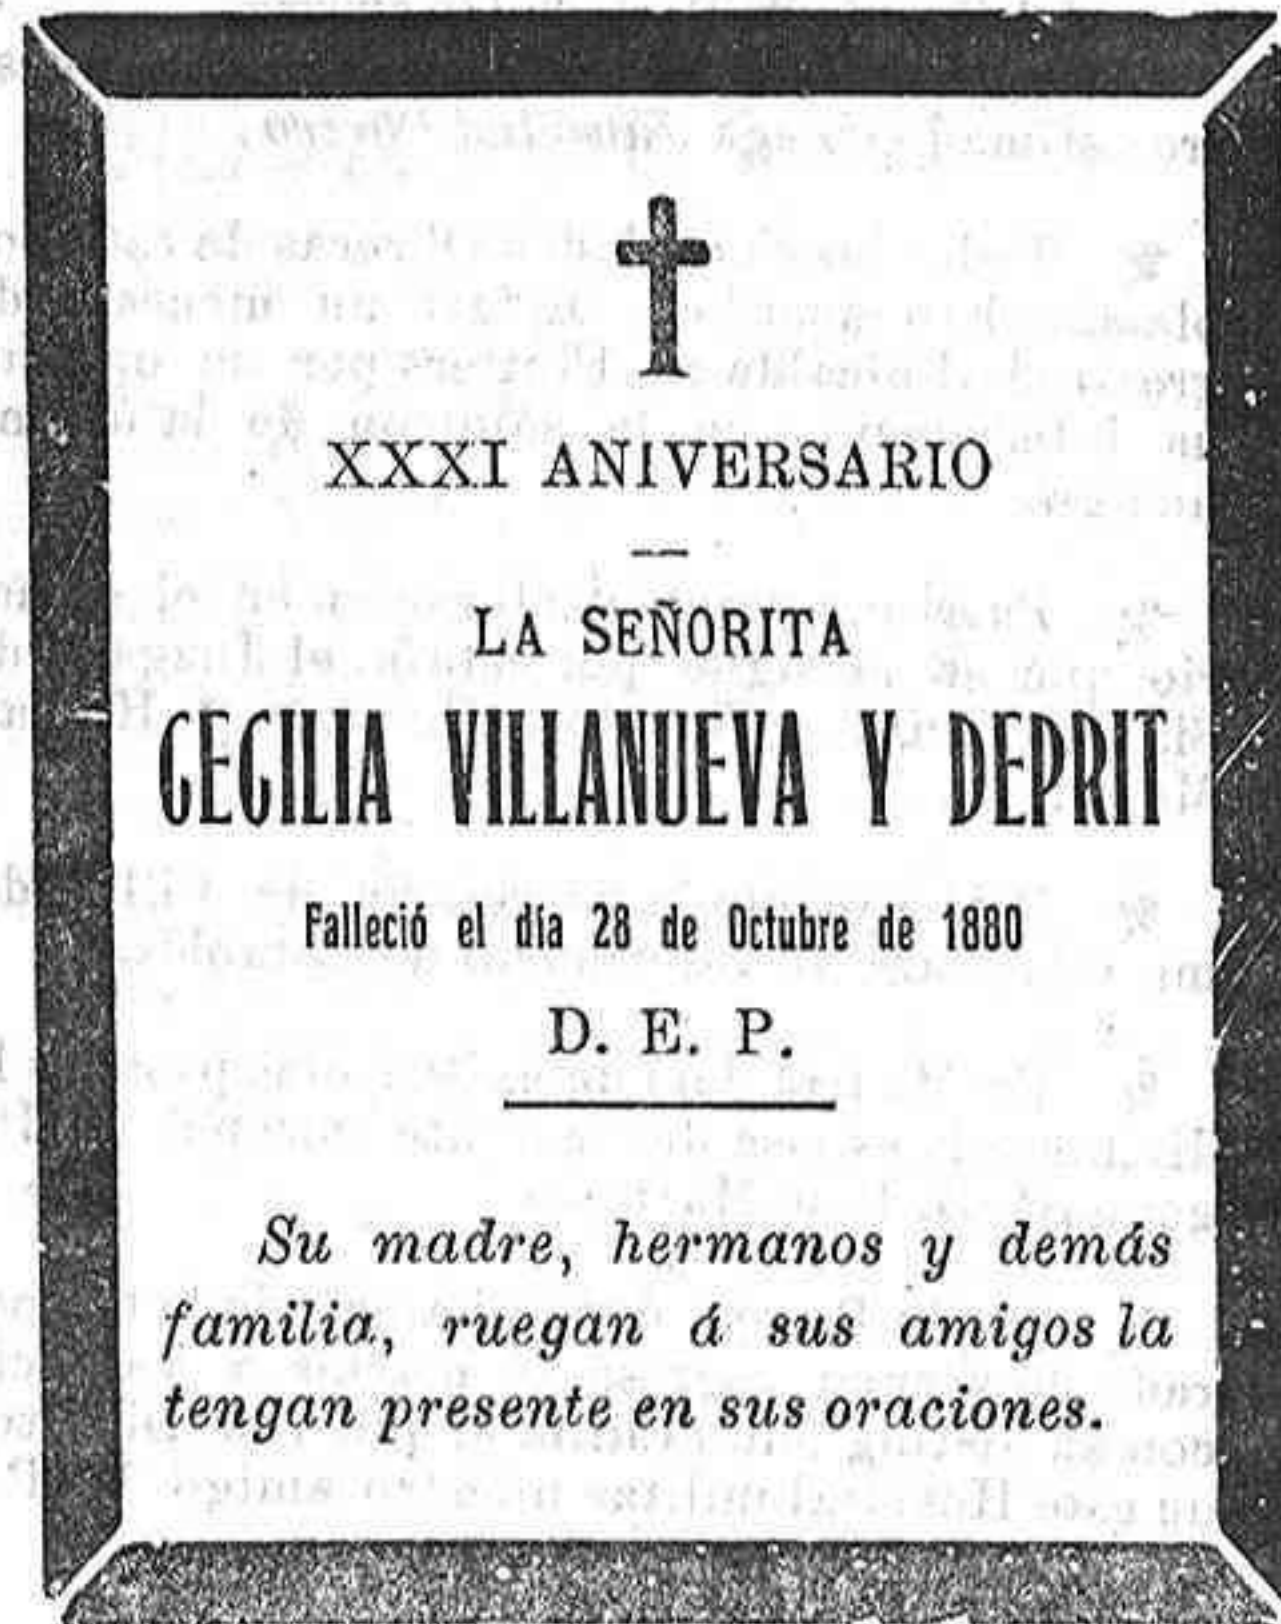 XXXI ANIVERSARIO
LA SEÑORITA
CECILIA VILLANUEVA Y DEPRIT
Falleció el día 28 de Octubre de 1880
D. E. P.
Su madre, hermanos y demás
familia, ruegan á sus amigos la
tengan presente en sus oraciones.